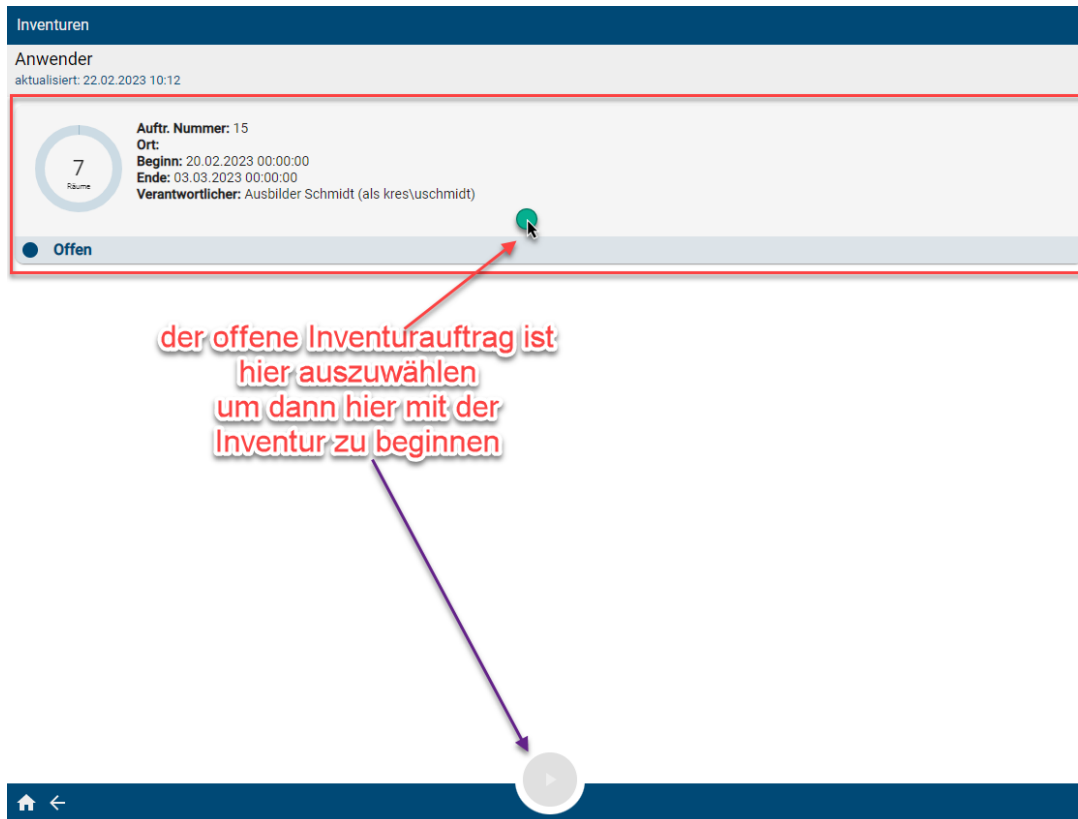 Inventuren
Anwender
aktualisiert: 22.02.2023 10:12
Auftr. Nummer: 15
Ort:
Beginn: 20.02.2023 00:00:00
7
Ende: 03.03.2023 00:00:00
Räume
Verantwortlicher: Ausbilder Schmidt (als kres\uschmidt)
Offen
der offene Inventurauftrag ist
hier auszuwählen
um dann hier mit der
Inventur zu beginnen